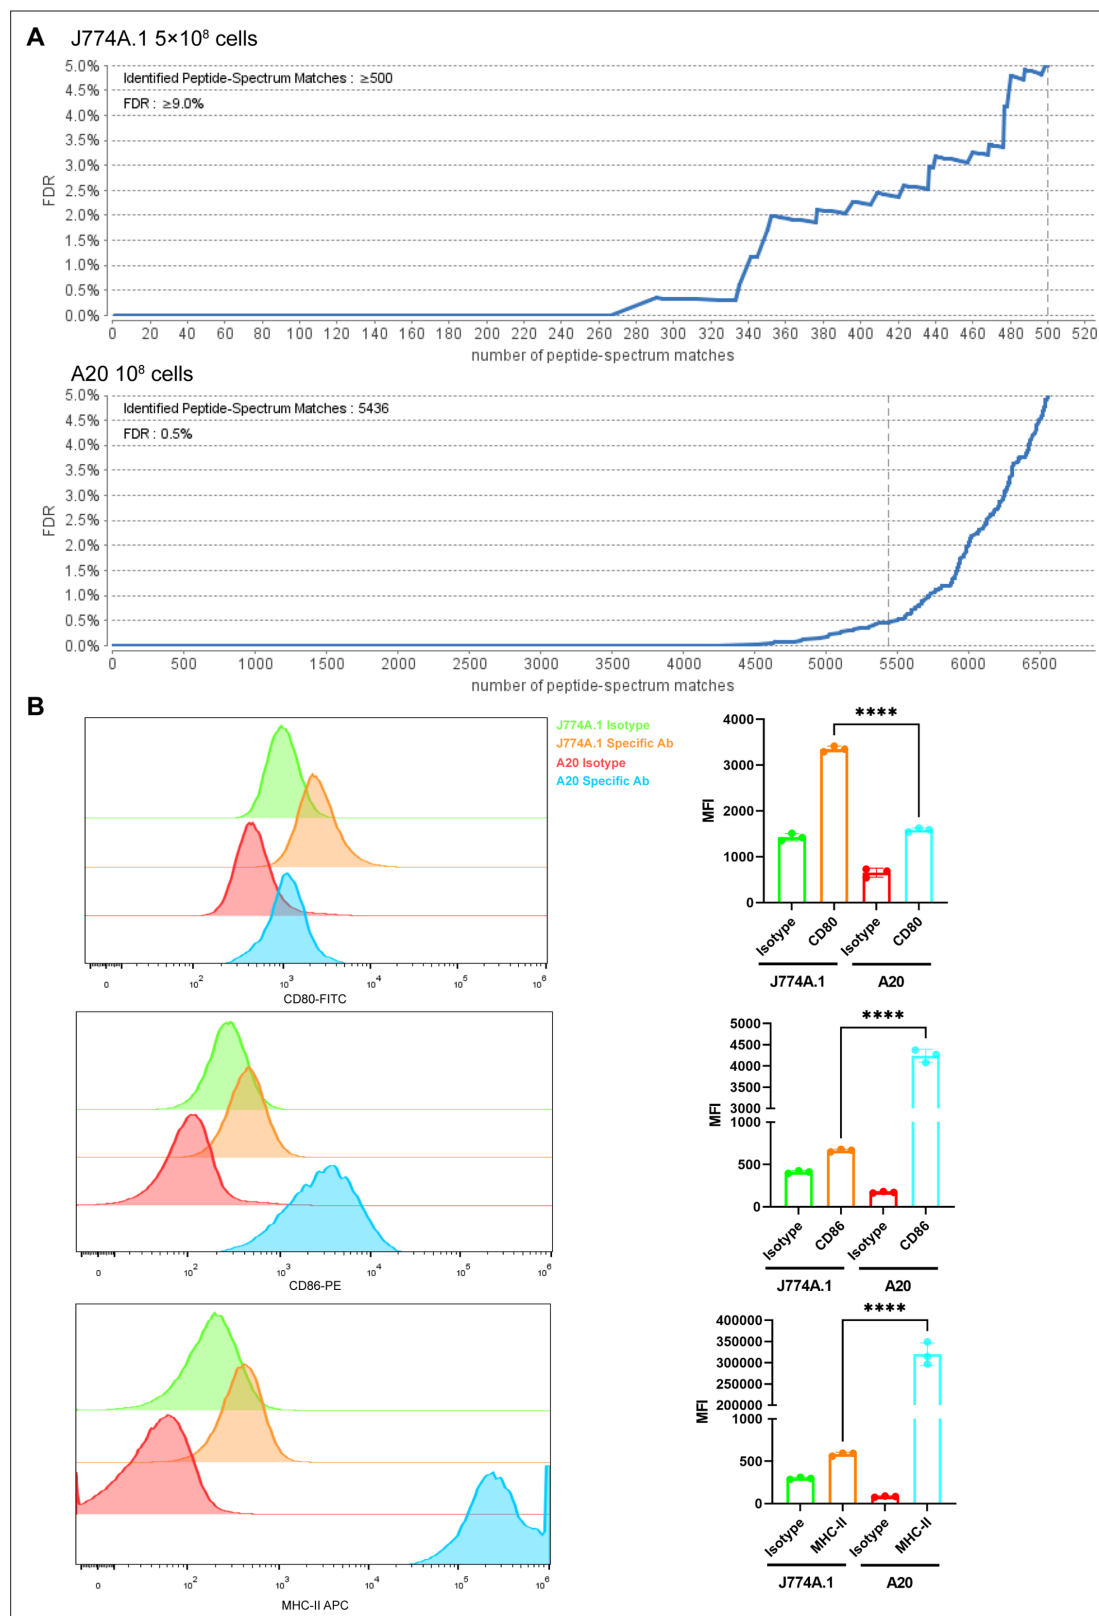 A J774A.1 5×10⁸ cells
5.0%
4.5%
4.0%
3.5%
3.0%
2.5%
2.0%
1.5%
1.0%
0.5%
0.0%
FDR
Identified Peptide-Spectrum Matches : ≥500
FDR : ≥9.0%
0 20 40 60 80 100 120 140 160 180 200 220 240 260 280 300 320 340 360 380 400 420 440 460 480 500 520
number of peptide-spectrum matches
A20 10⁸ cells
5.0%
4.5%
4.0%
3.5%
3.0%
2.5%
2.0%
1.5%
1.0%
0.5%
0.0%
FDR
Identified Peptide-Spectrum Matches : 5436
FDR : 0.5%
0 500 1000 1500 2000 2500 3000 3500 4000 4500 5000 5500 6000 6500
number of peptide-spectrum matches
B
J774A.1 Isotype
J774A.1 Specific Ab
A20 Isotype
A20 Specific Ab
0 10² 10³ 10⁴ 10⁵ 10⁶
CD80-FITC
****
4000
3000
2000
1000
0
MFI
Isotype CD80 Isotype CD80
J774A.1 A20
0 10² 10³ 10⁴ 10⁵ 10⁶
CD86-PE
****
5000
4500
4000
3500
3000
1000
500
0
MFI
Isotype CD86 Isotype CD86
J774A.1 A20
0 10² 10³ 10⁴ 10⁵ 10⁶
MHC-II APC
****
400000
350000
300000
250000
200000
1000
500
0
MFI
Isotype MHC-II Isotype MHC-II
J774A.1 A20